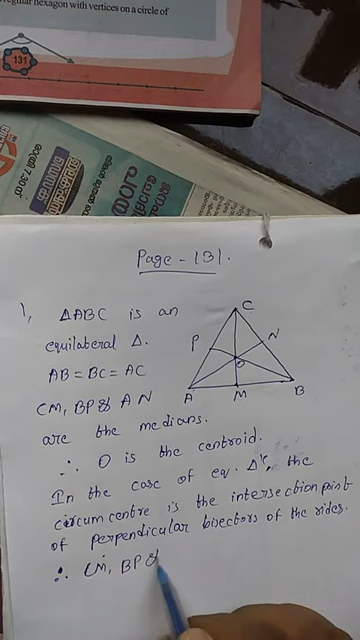 regular hexagon with vertices on a circle of
131
Page - 131.
1, ΔABC is an
equilateral Δ.
AB = BC = AC
CM, BP & AN
are the medians.
∴ O is the centroid.
In the case of eq. Δˡᵉ, the
circumcentre is the intersection point
of perpendicular bisectors of the sides.
∴ CM, BP &
C
P
N
O
A
M
B